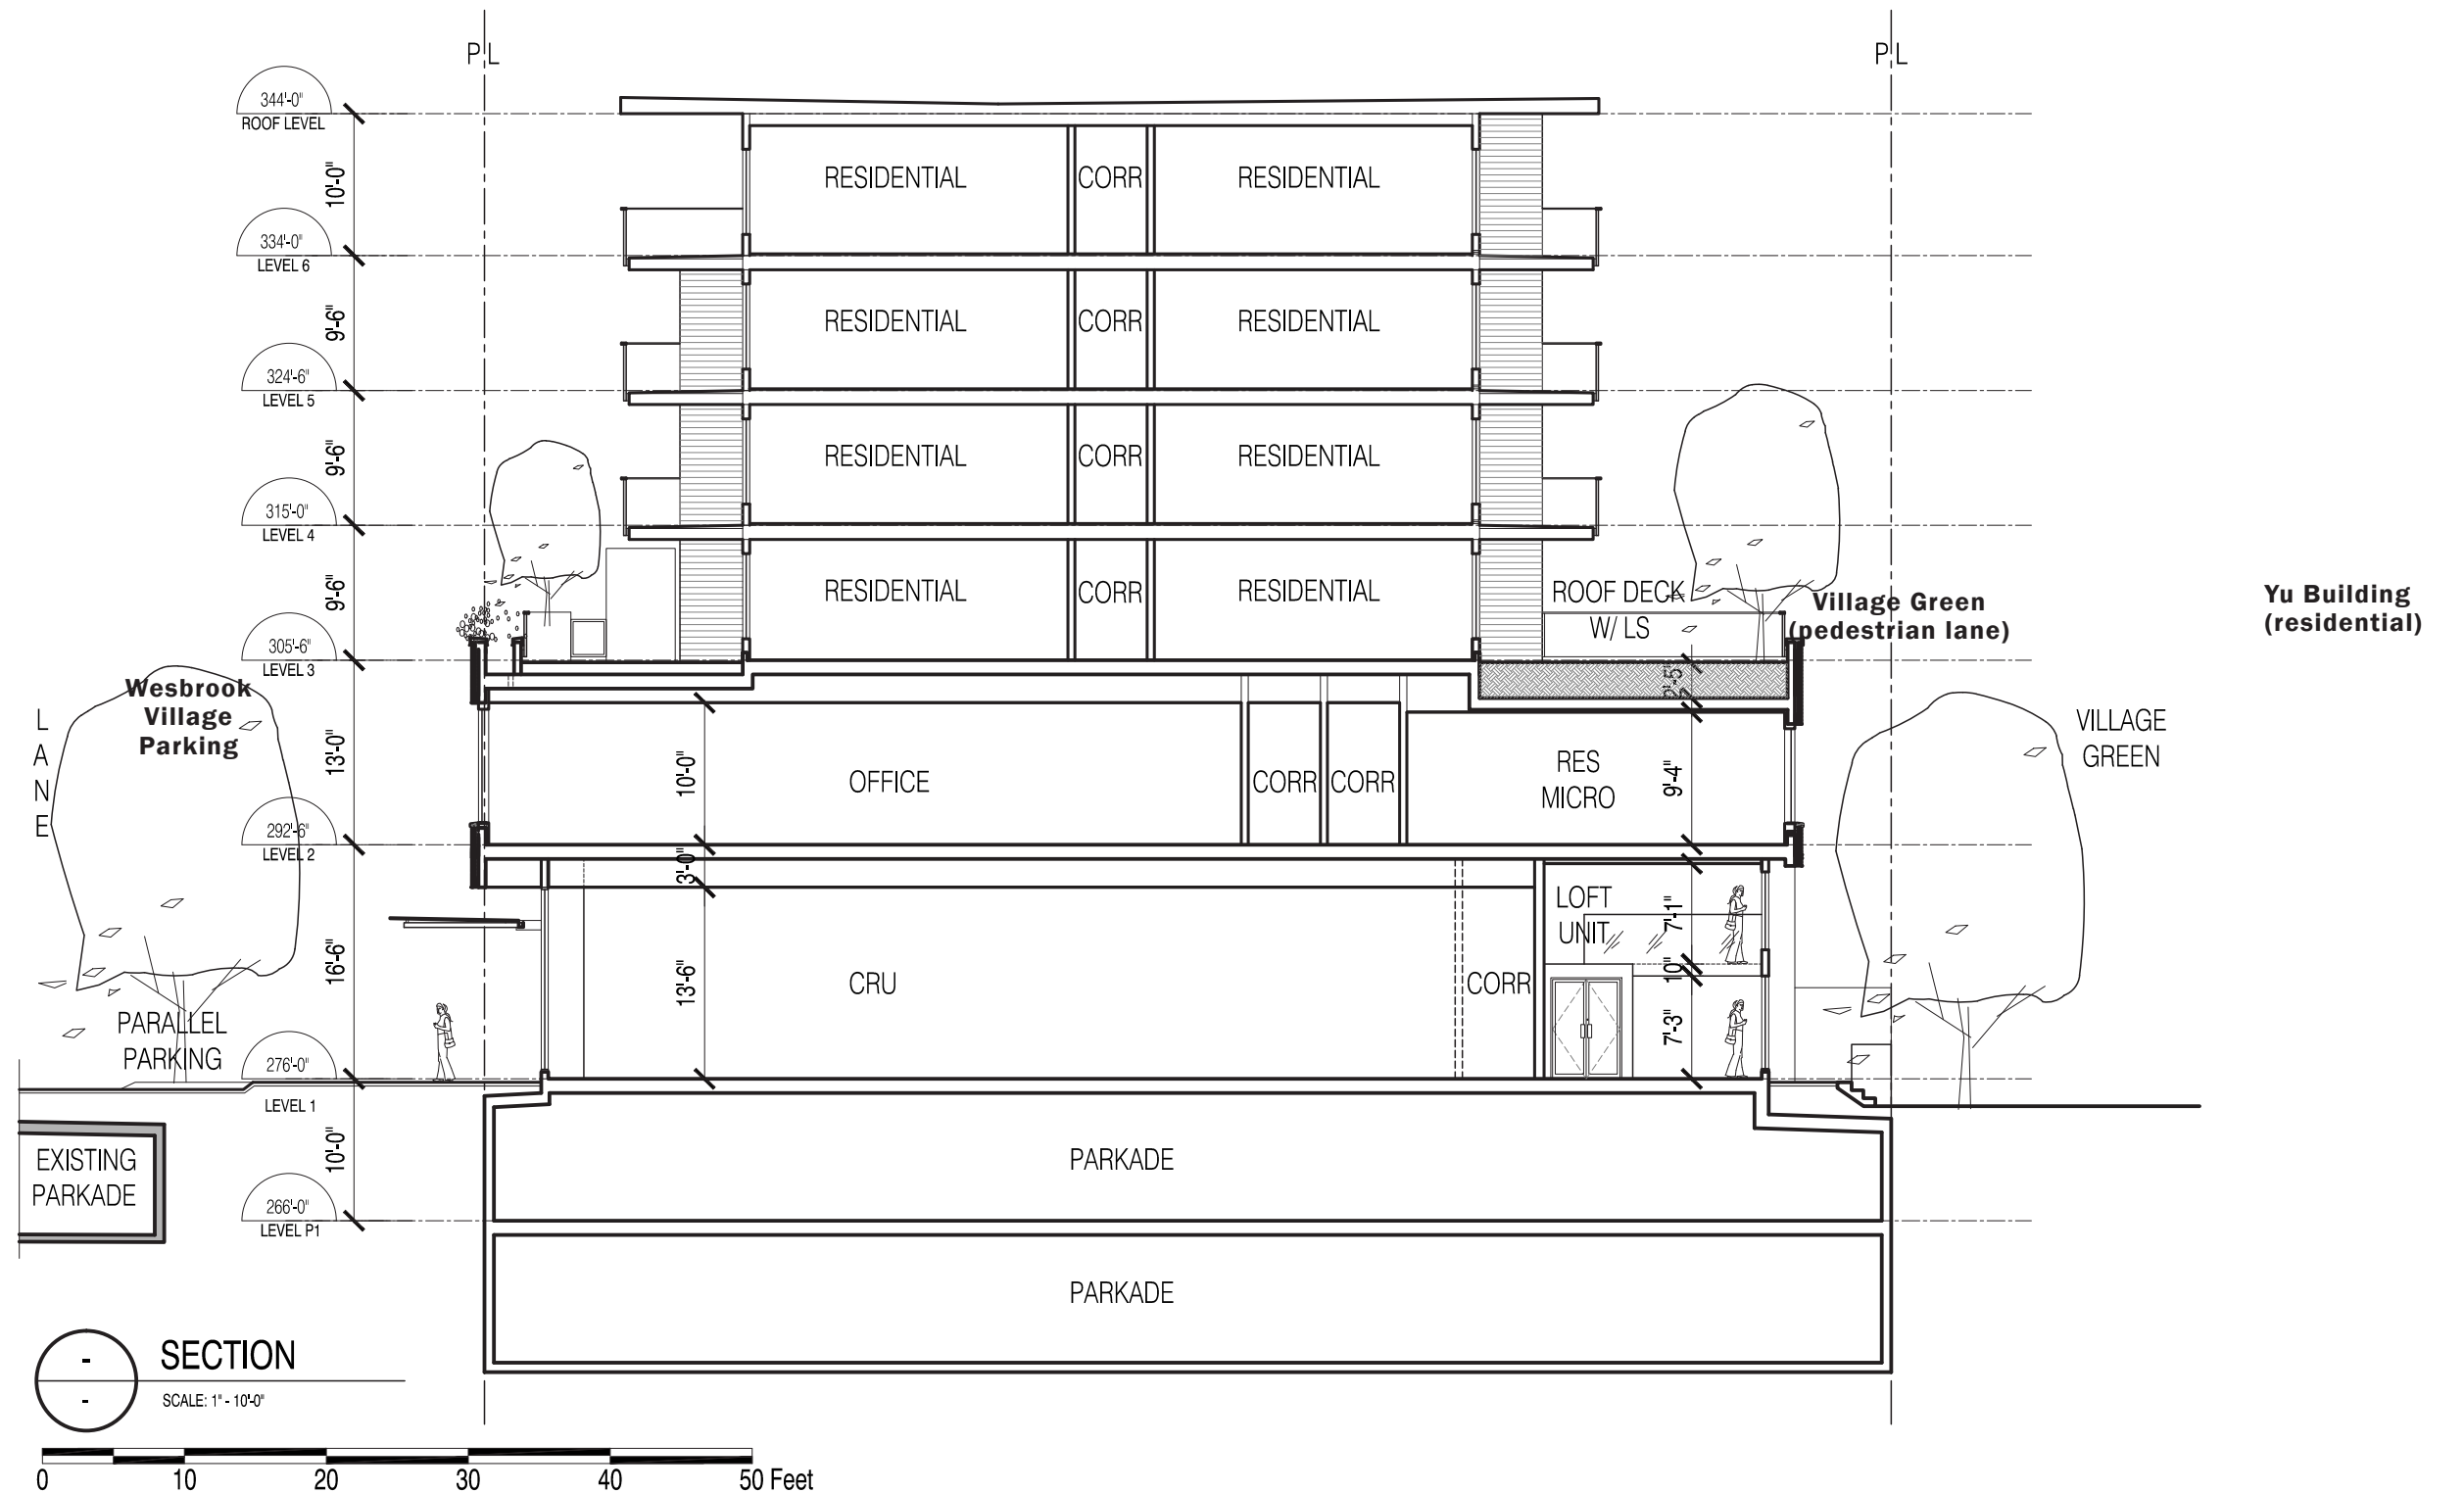 P L
P L
344'-0"
ROOF LEVEL
10'-0"
RESIDENTIAL
CORR
RESIDENTIAL
334'-0"
LEVEL 6
9'-6"
RESIDENTIAL
CORR
RESIDENTIAL
324'-6"
LEVEL 5
9'-6"
RESIDENTIAL
CORR
RESIDENTIAL
315'-0"
LEVEL 4
9'-6"
RESIDENTIAL
CORR
RESIDENTIAL
ROOF DECK
W/ LS
Village Green
(pedestrian lane)
Yu Building
(residential)
305'-6"
LEVEL 3
2'-5"
Wesbrook
Village
Parking
L
A
N
E
13'-0"
10'-0"
OFFICE
CORR
CORR
RES
MICRO
9'-4"
VILLAGE
GREEN
292'-6"
LEVEL 2
3'-0"
LOFT
UNIT
7'-1"
16'-6"
13'-6"
CRU
CORR
10"
7'-3"
PARALLEL
PARKING
276'-0"
LEVEL 1
10'-0"
EXISTING
PARKADE
PARKADE
266'-0"
LEVEL P1
PARKADE
-
-
SECTION
SCALE: 1" - 10'-0"
0 10 20 30 40 50 Feet